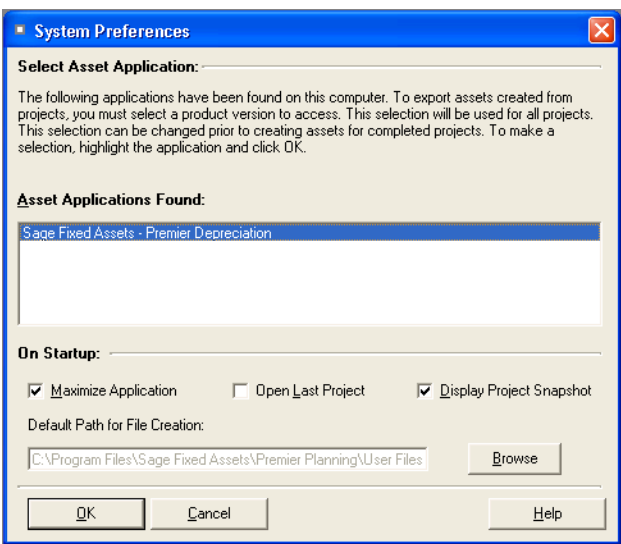 System Preferences
Select Asset Application:
The following applications have been found on this computer. To export assets created from
projects, you must select a product version to access. This selection will be used for all projects.
This selection can be changed prior to creating assets for completed projects. To make a
selection, highlight the application and click OK.
Asset Applications Found:
Sage Fixed Assets - Premier Depreciation
On Startup:
Maximize Application Open Last Project Display Project Snapshot
Default Path for File Creation:
C:\Program Files\Sage Fixed Assets\Premier Planning\User Files Browse
OK Cancel Help